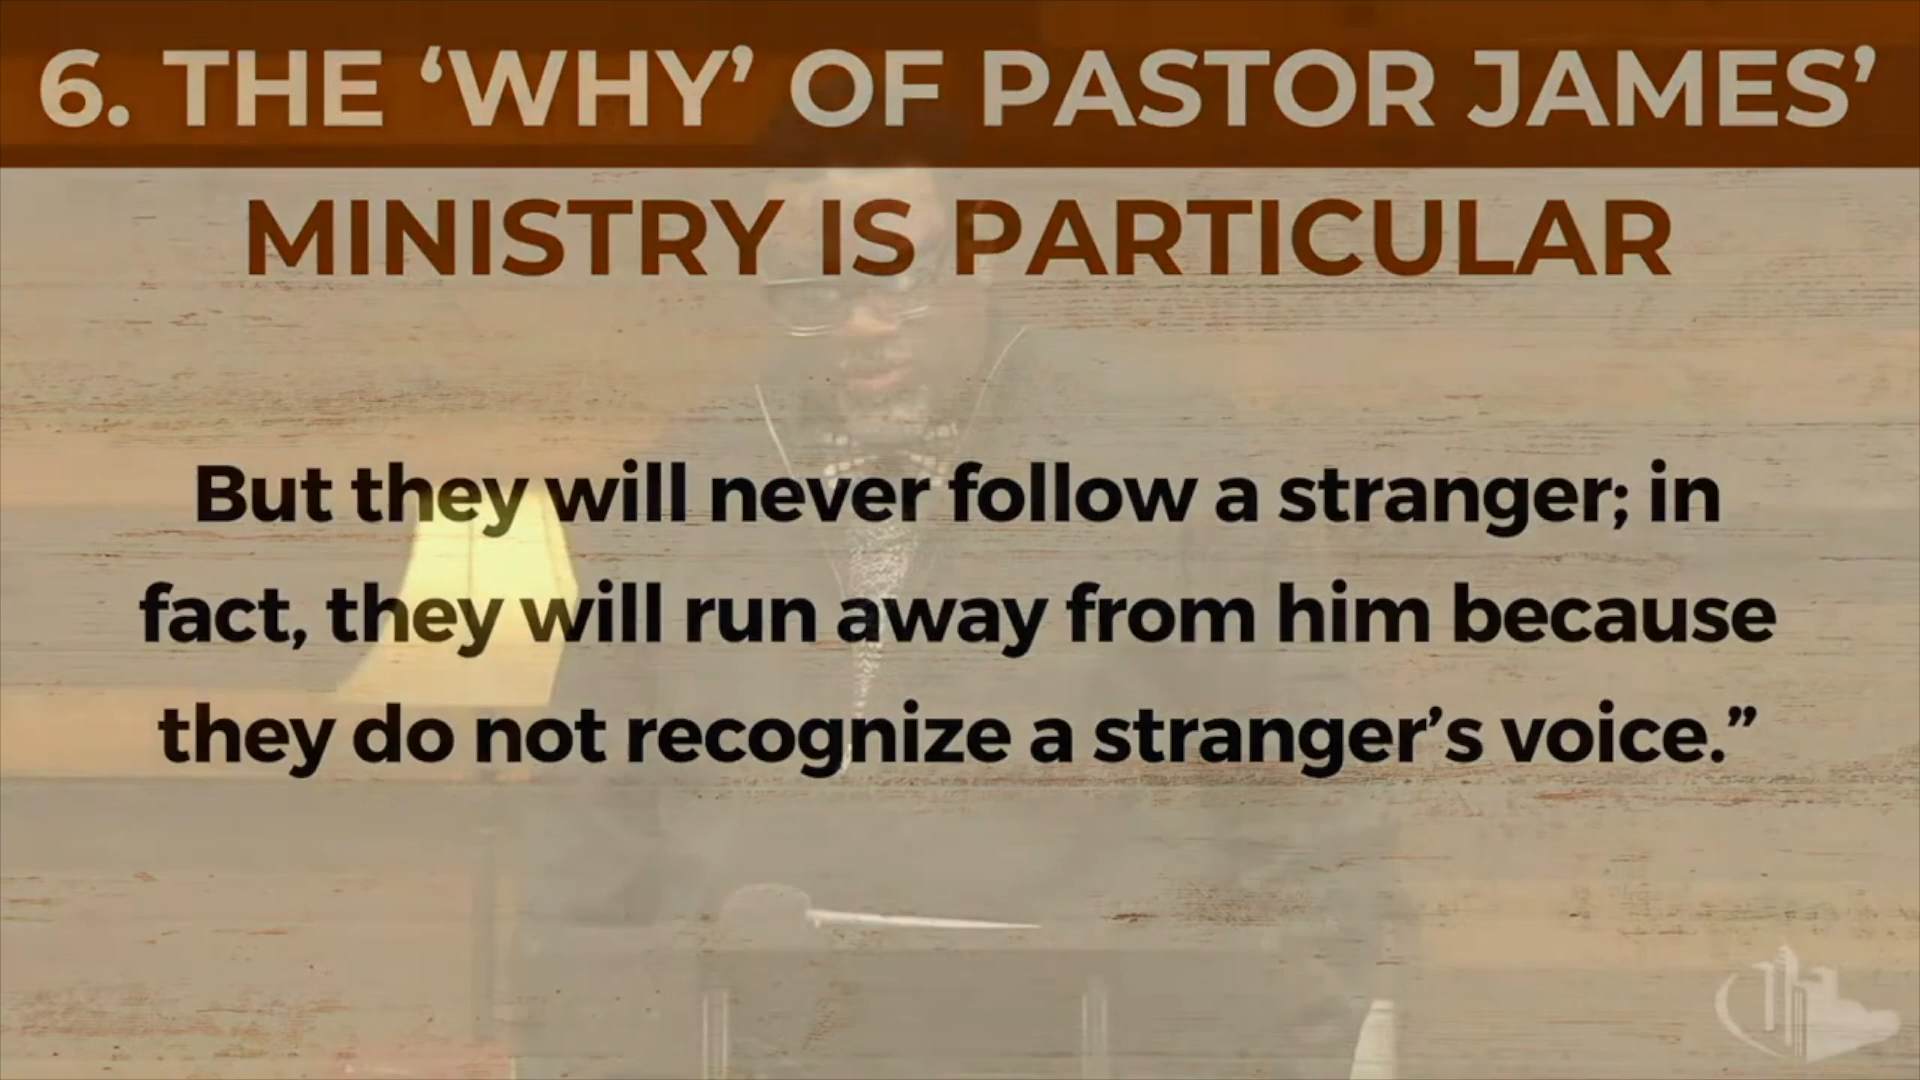 6. THE ‘WHY’ OF PASTOR JAMES’
MINISTRY IS PARTICULAR
But they will never follow a stranger; in
fact, they will run away from him because
they do not recognize a stranger’s voice.”